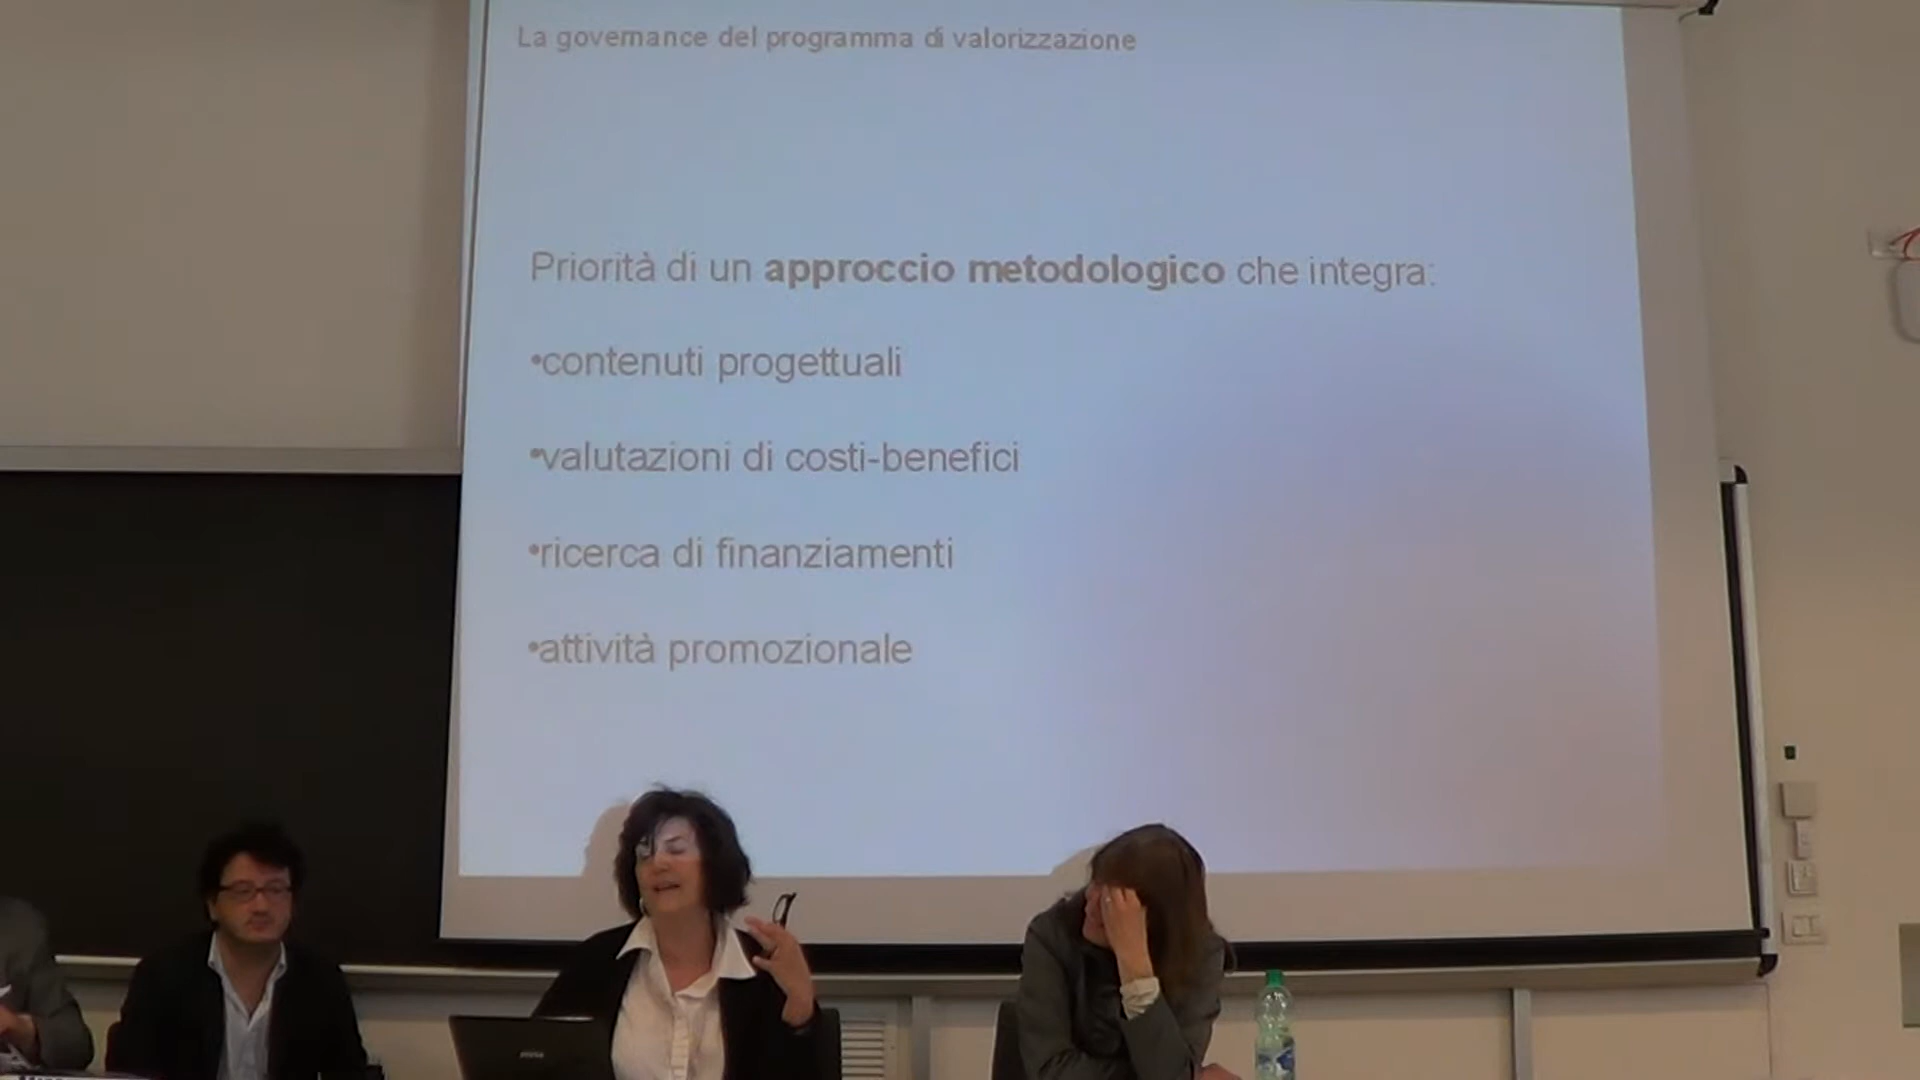 La governance del programma di valorizzazione
Priorità di un approccio metodologico che integra:
•contenuti progettuali
•valutazioni di costi-benefici
•ricerca di finanziamenti
•attività promozionale